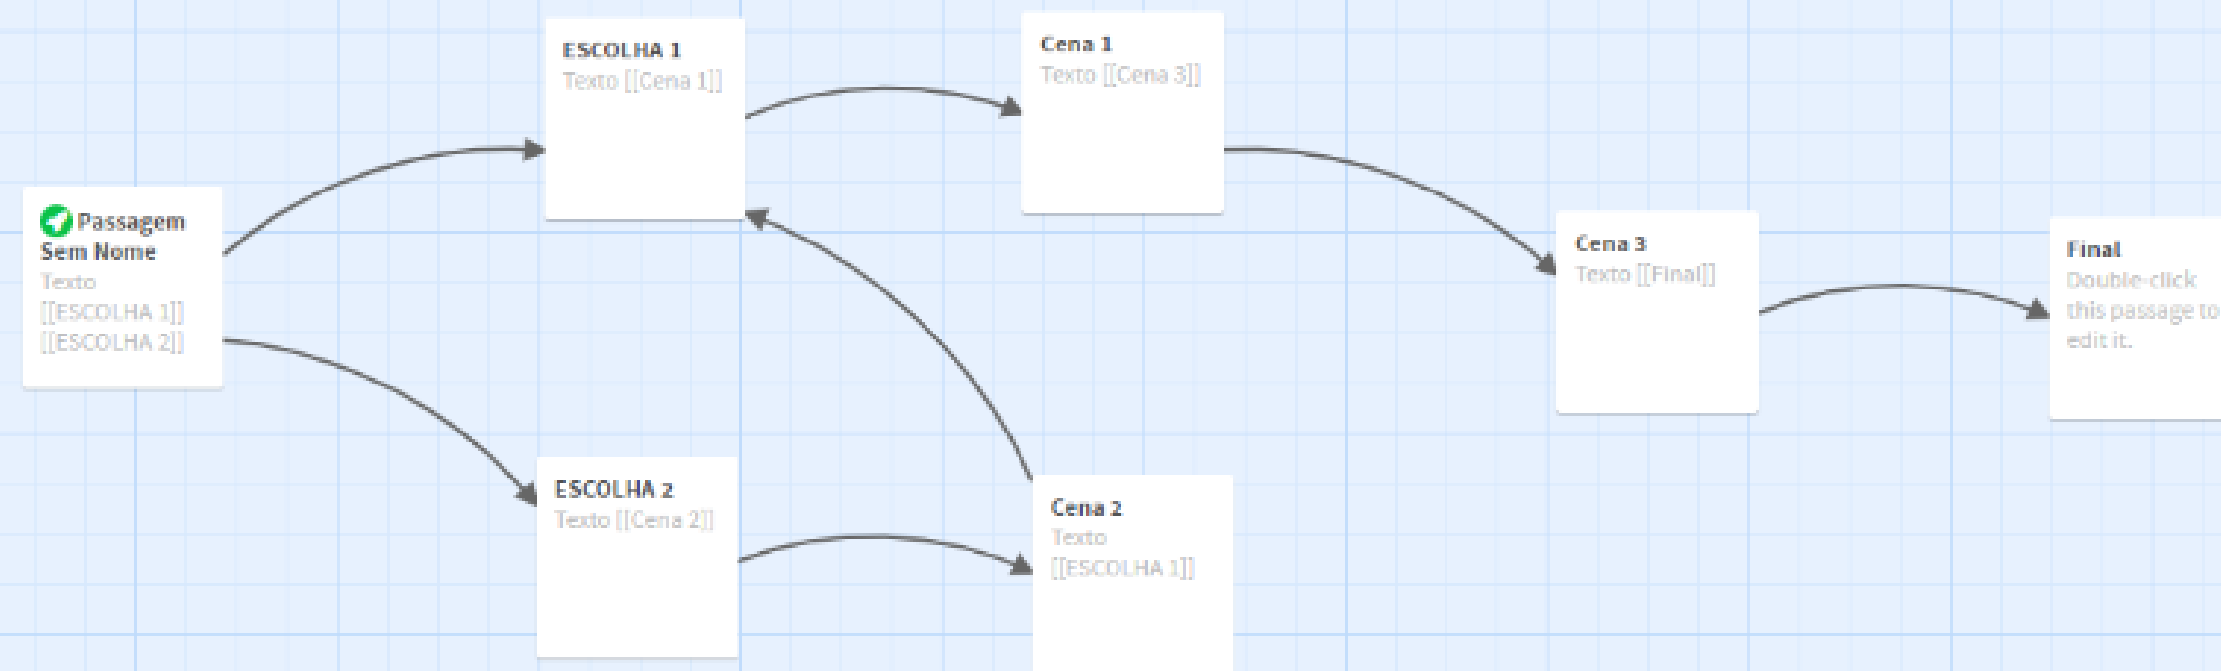 Passagem
Sem Nome
Texto
[[ESCOLHA 1]]
[[ESCOLHA 2]]
ESCOLHA 1
Texto [[Cena 1]]
ESCOLHA 2
Texto [[Cena 2]]
Cena 1
Texto [[Cena 3]]
Cena 2
Texto
[[ESCOLHA 1]]
Cena 3
Texto [[Final]]
Final
Double-click
this passage to
edit it.